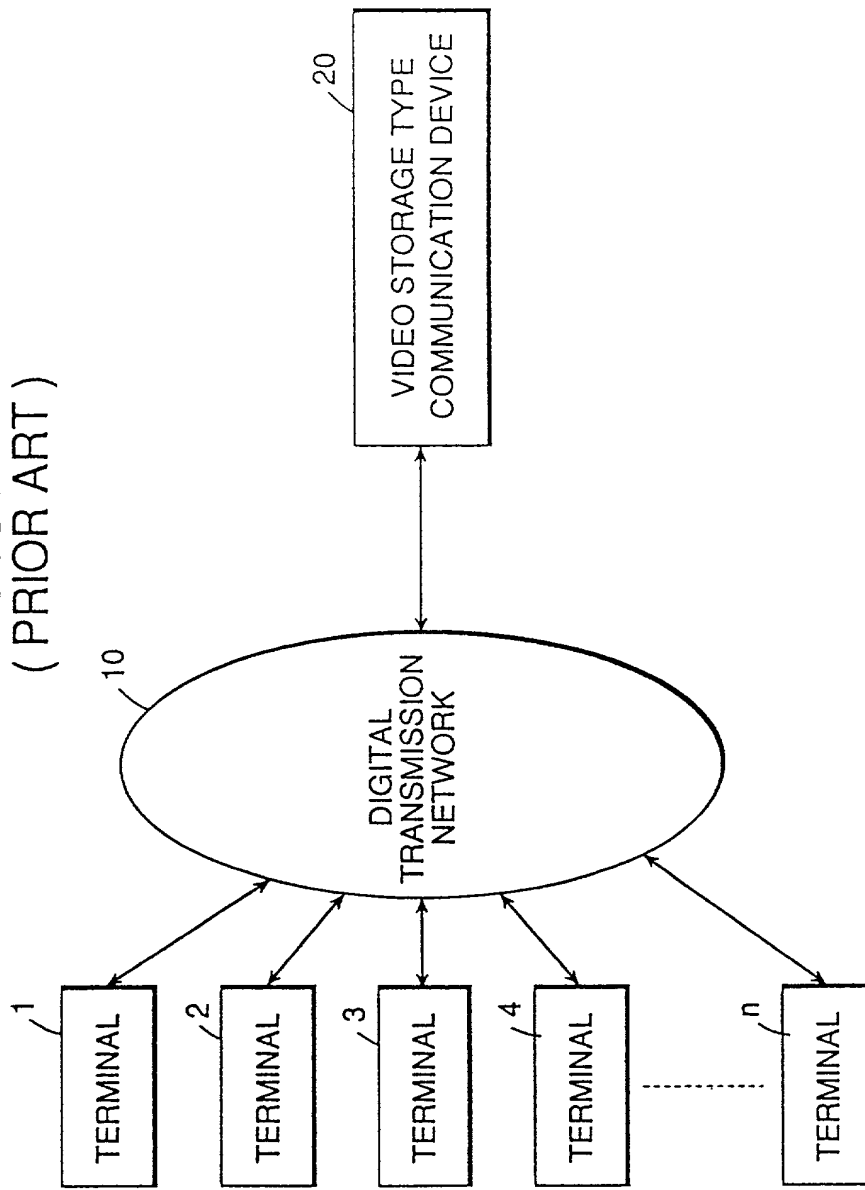 ( PRIOR ART )
1
TERMINAL
2
TERMINAL
3
TERMINAL
4
TERMINAL
n
TERMINAL
10
DIGITAL
TRANSMISSION
NETWORK
20
VIDEO STORAGE TYPE
COMMUNICATION DEVICE